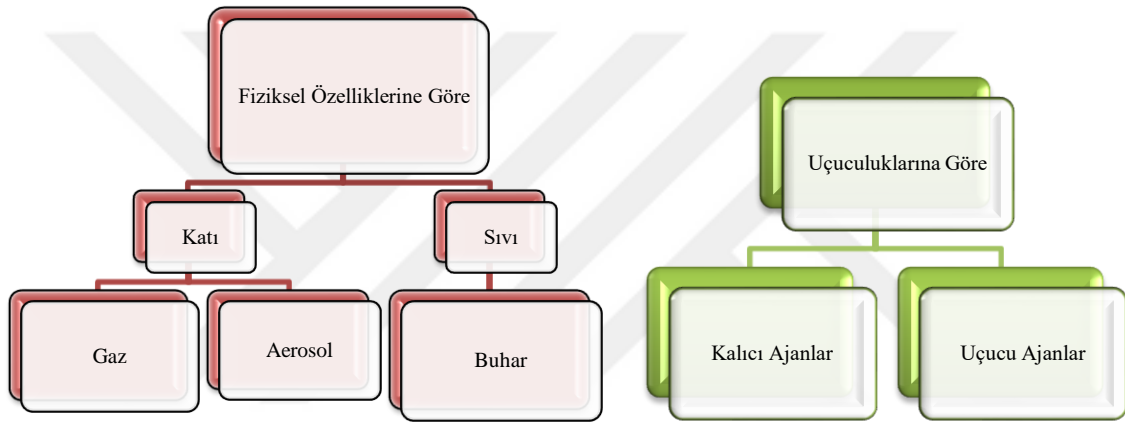 Fiziksel Özelliklerine Göre
Katı
Sıvı
Gaz
Aerosol
Buhar
Uçuculuklarına Göre
Kalıcı Ajanlar
Uçucu Ajanlar